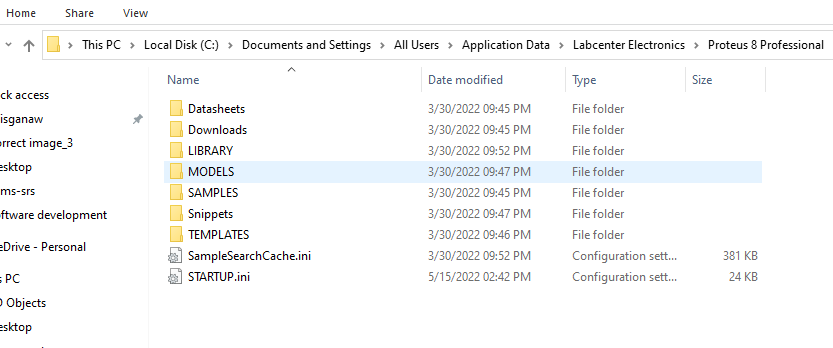 Home Share View
This PC > Local Disk (C:) > Documents and Settings > All Users > Application Data > Labcenter Electronics > Proteus 8 Professional
Name Date modified Type Size
ck access
isganaw
orrect image_3
esktop
ms-srs
oftware development
eDrive - Personal
s PC
D Objects
esktop
Datasheets 3/30/2022 09:45 PM File folder
Downloads 3/30/2022 09:45 PM File folder
LIBRARY 3/30/2022 09:52 PM File folder
MODELS 3/30/2022 09:47 PM File folder
SAMPLES 3/30/2022 09:45 PM File folder
Snippets 3/30/2022 09:47 PM File folder
TEMPLATES 3/30/2022 09:46 PM File folder
SampleSearchCache.ini 3/30/2022 09:52 PM Configuration sett... 381 KB
STARTUP.ini 5/15/2022 02:42 PM Configuration sett... 24 KB